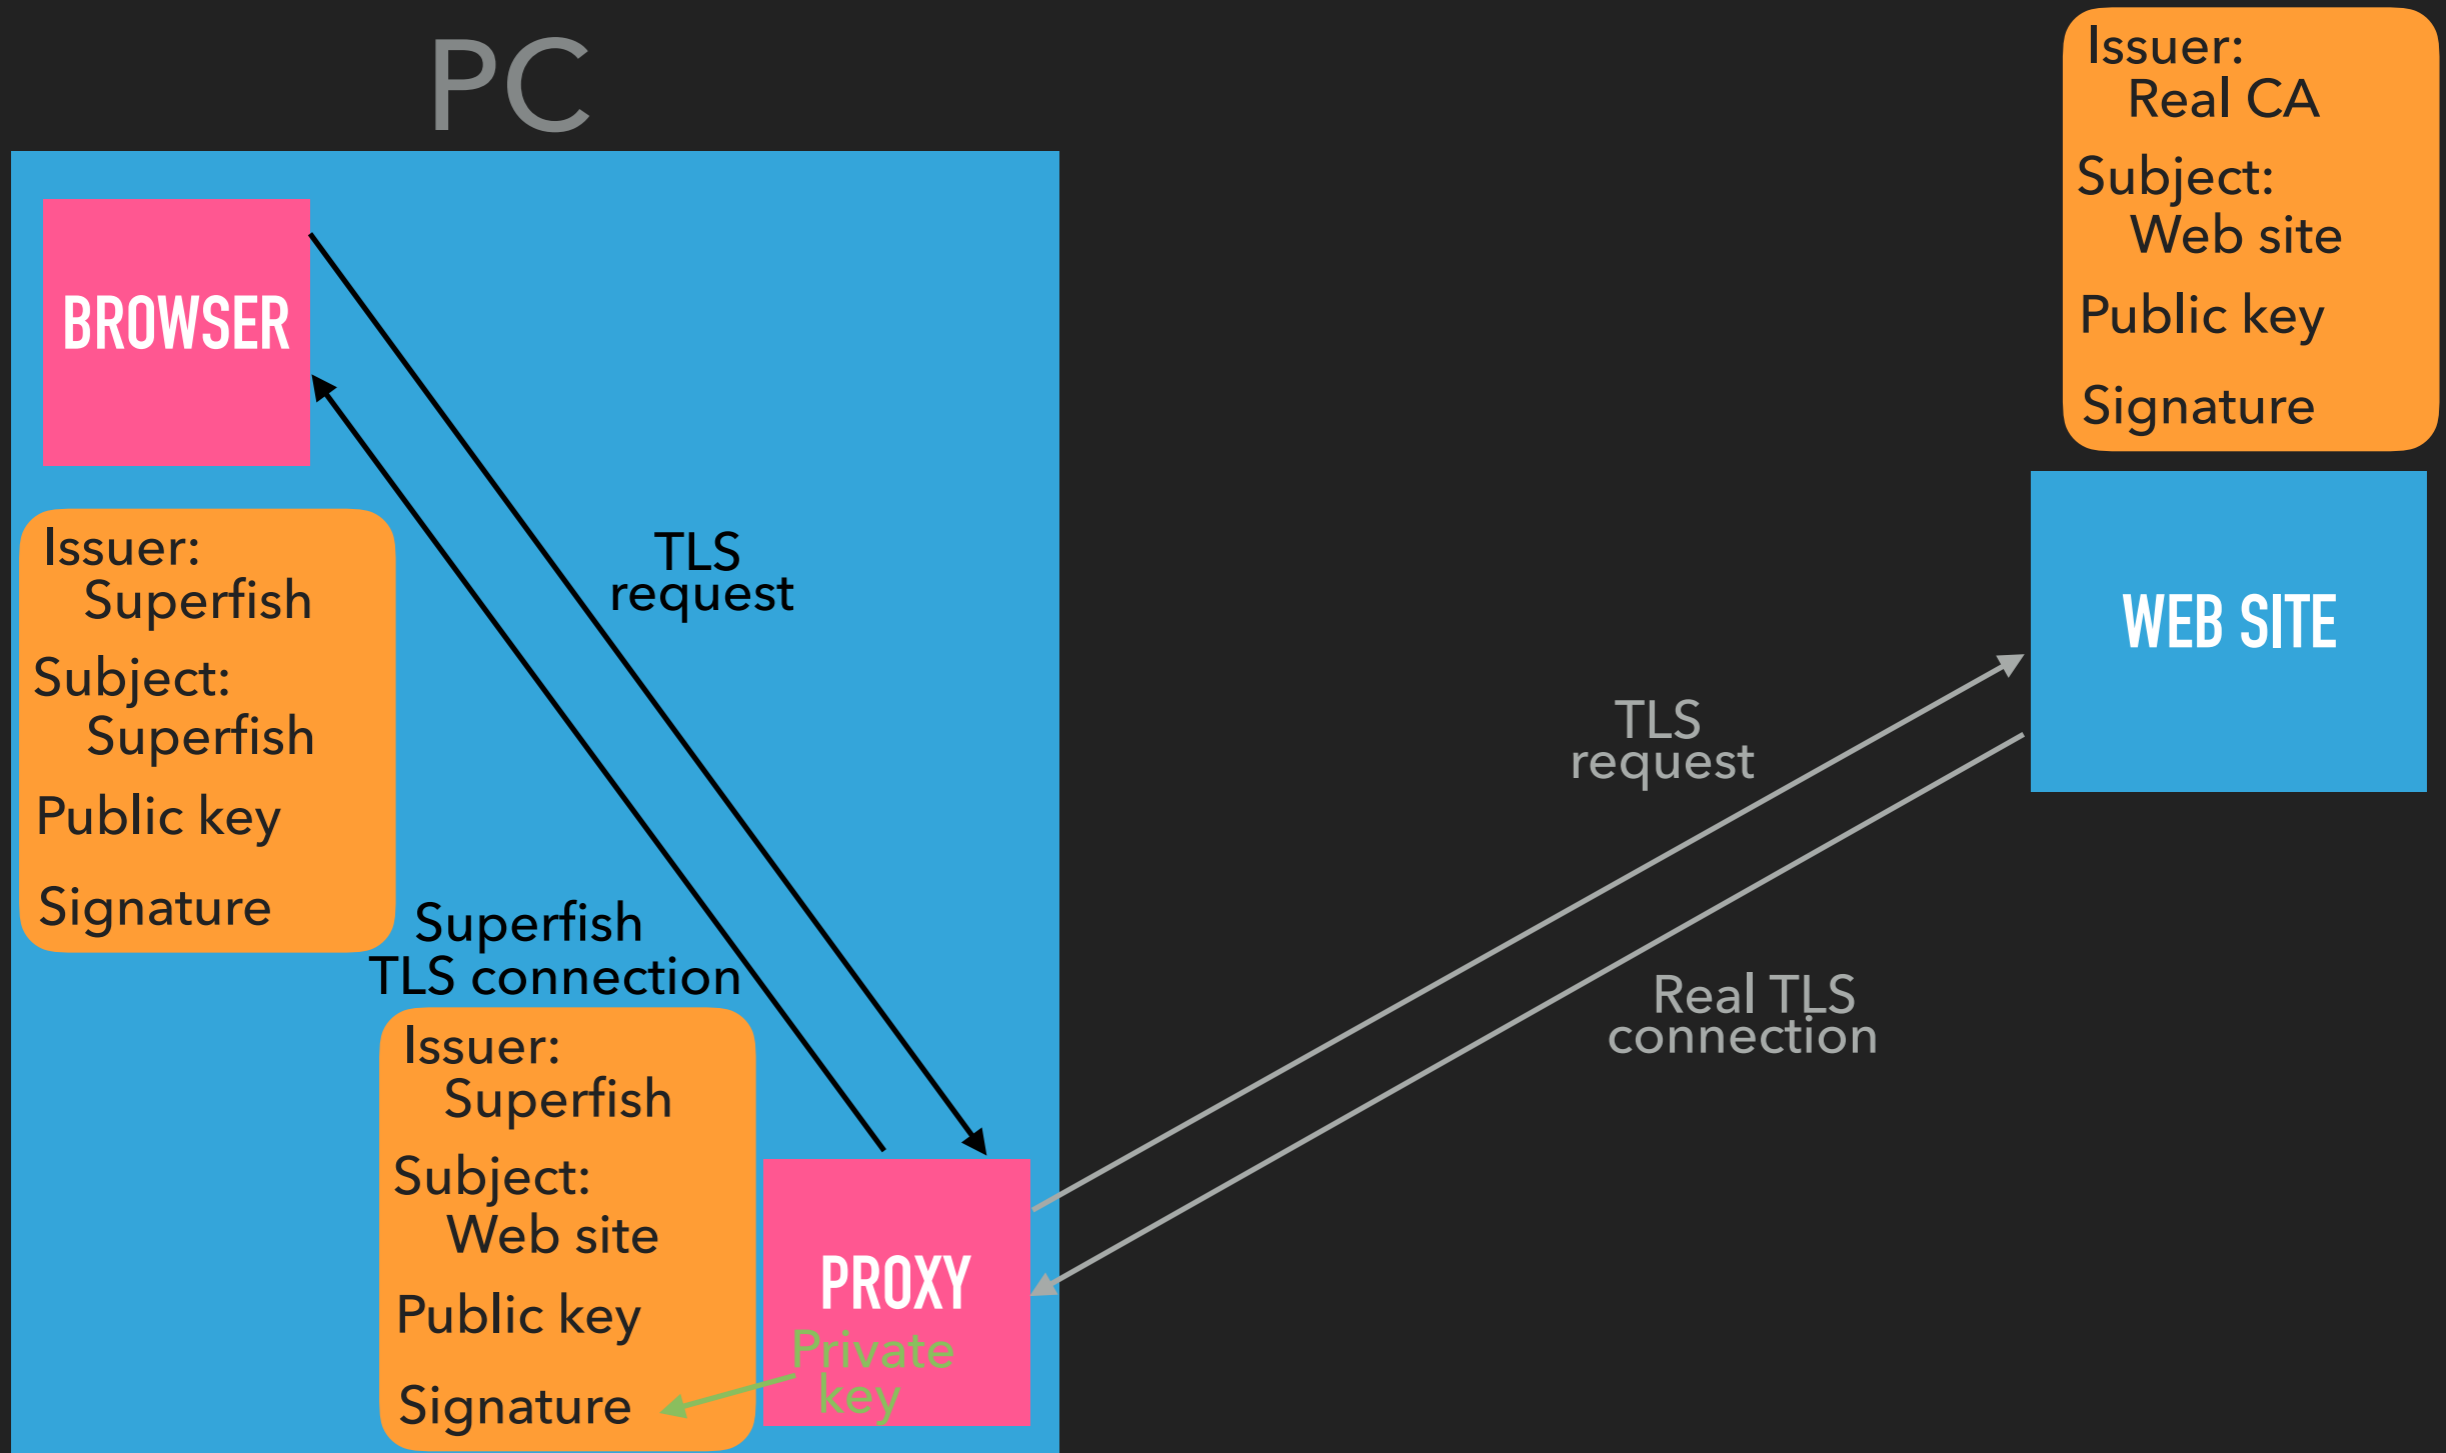 PC
BROWSER
Issuer:
Superfish
Subject:
Superfish
Public key
Signature
TLS
request
Superfish
TLS connection
Issuer:
Superfish
Subject:
Web site
Public key
Signature
PROXY
Private
key
TLS
request
Real TLS
connection
Issuer:
Real CA
Subject:
Web site
Public key
Signature
WEB SITE